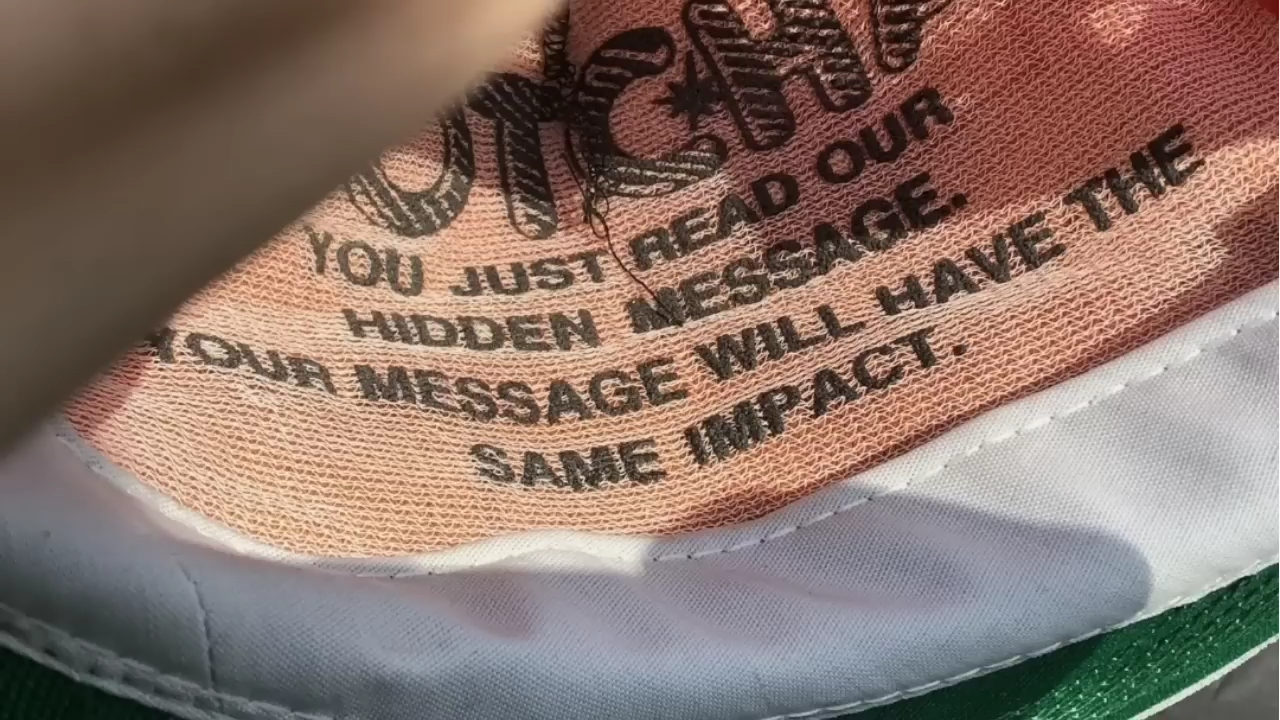 YOU JUST READ OUR
HIDDEN MESSAGE.
YOUR MESSAGE WILL HAVE THE
SAME IMPACT.